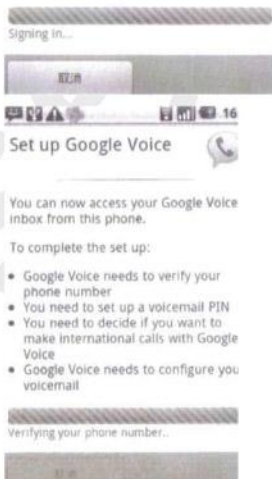 Signing in...
取消
16
Set up Google Voice
You can now access your Google Voice
inbox from this phone.
To complete the set up:
• Google Voice needs to verify your
phone number
• You need to set up a voicemail PIN
• You need to decide if you want to
make international calls with Google
Voice
• Google Voice needs to configure you
voicemail
Verifying your phone number..